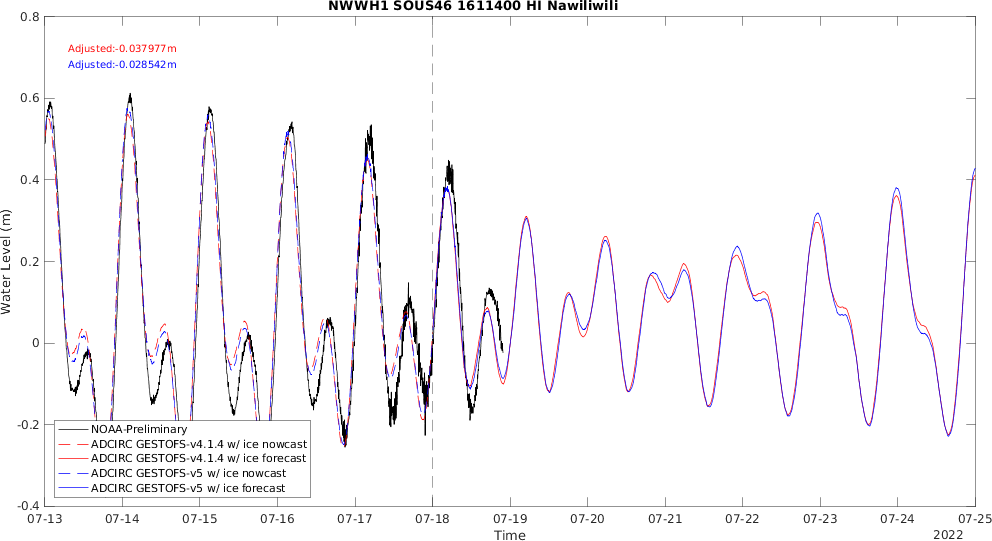 NWWH1 SOUS46 1611400 HI Nawiliwili
Adjusted:-0.037977m
Adjusted:-0.028542m
Water Level (m)
0.8
0.6
0.4
0.2
0
-0.2
-0.4
NOAA-Preliminary
ADCIRC GESTOFS-v4.1.4 w/ ice nowcast
ADCIRC GESTOFS-v4.1.4 w/ ice forecast
ADCIRC GESTOFS-v5 w/ ice nowcast
ADCIRC GESTOFS-v5 w/ ice forecast
07-13 07-14 07-15 07-16 07-17 07-18 07-19 07-20 07-21 07-22 07-23 07-24 07-25
Time
2022